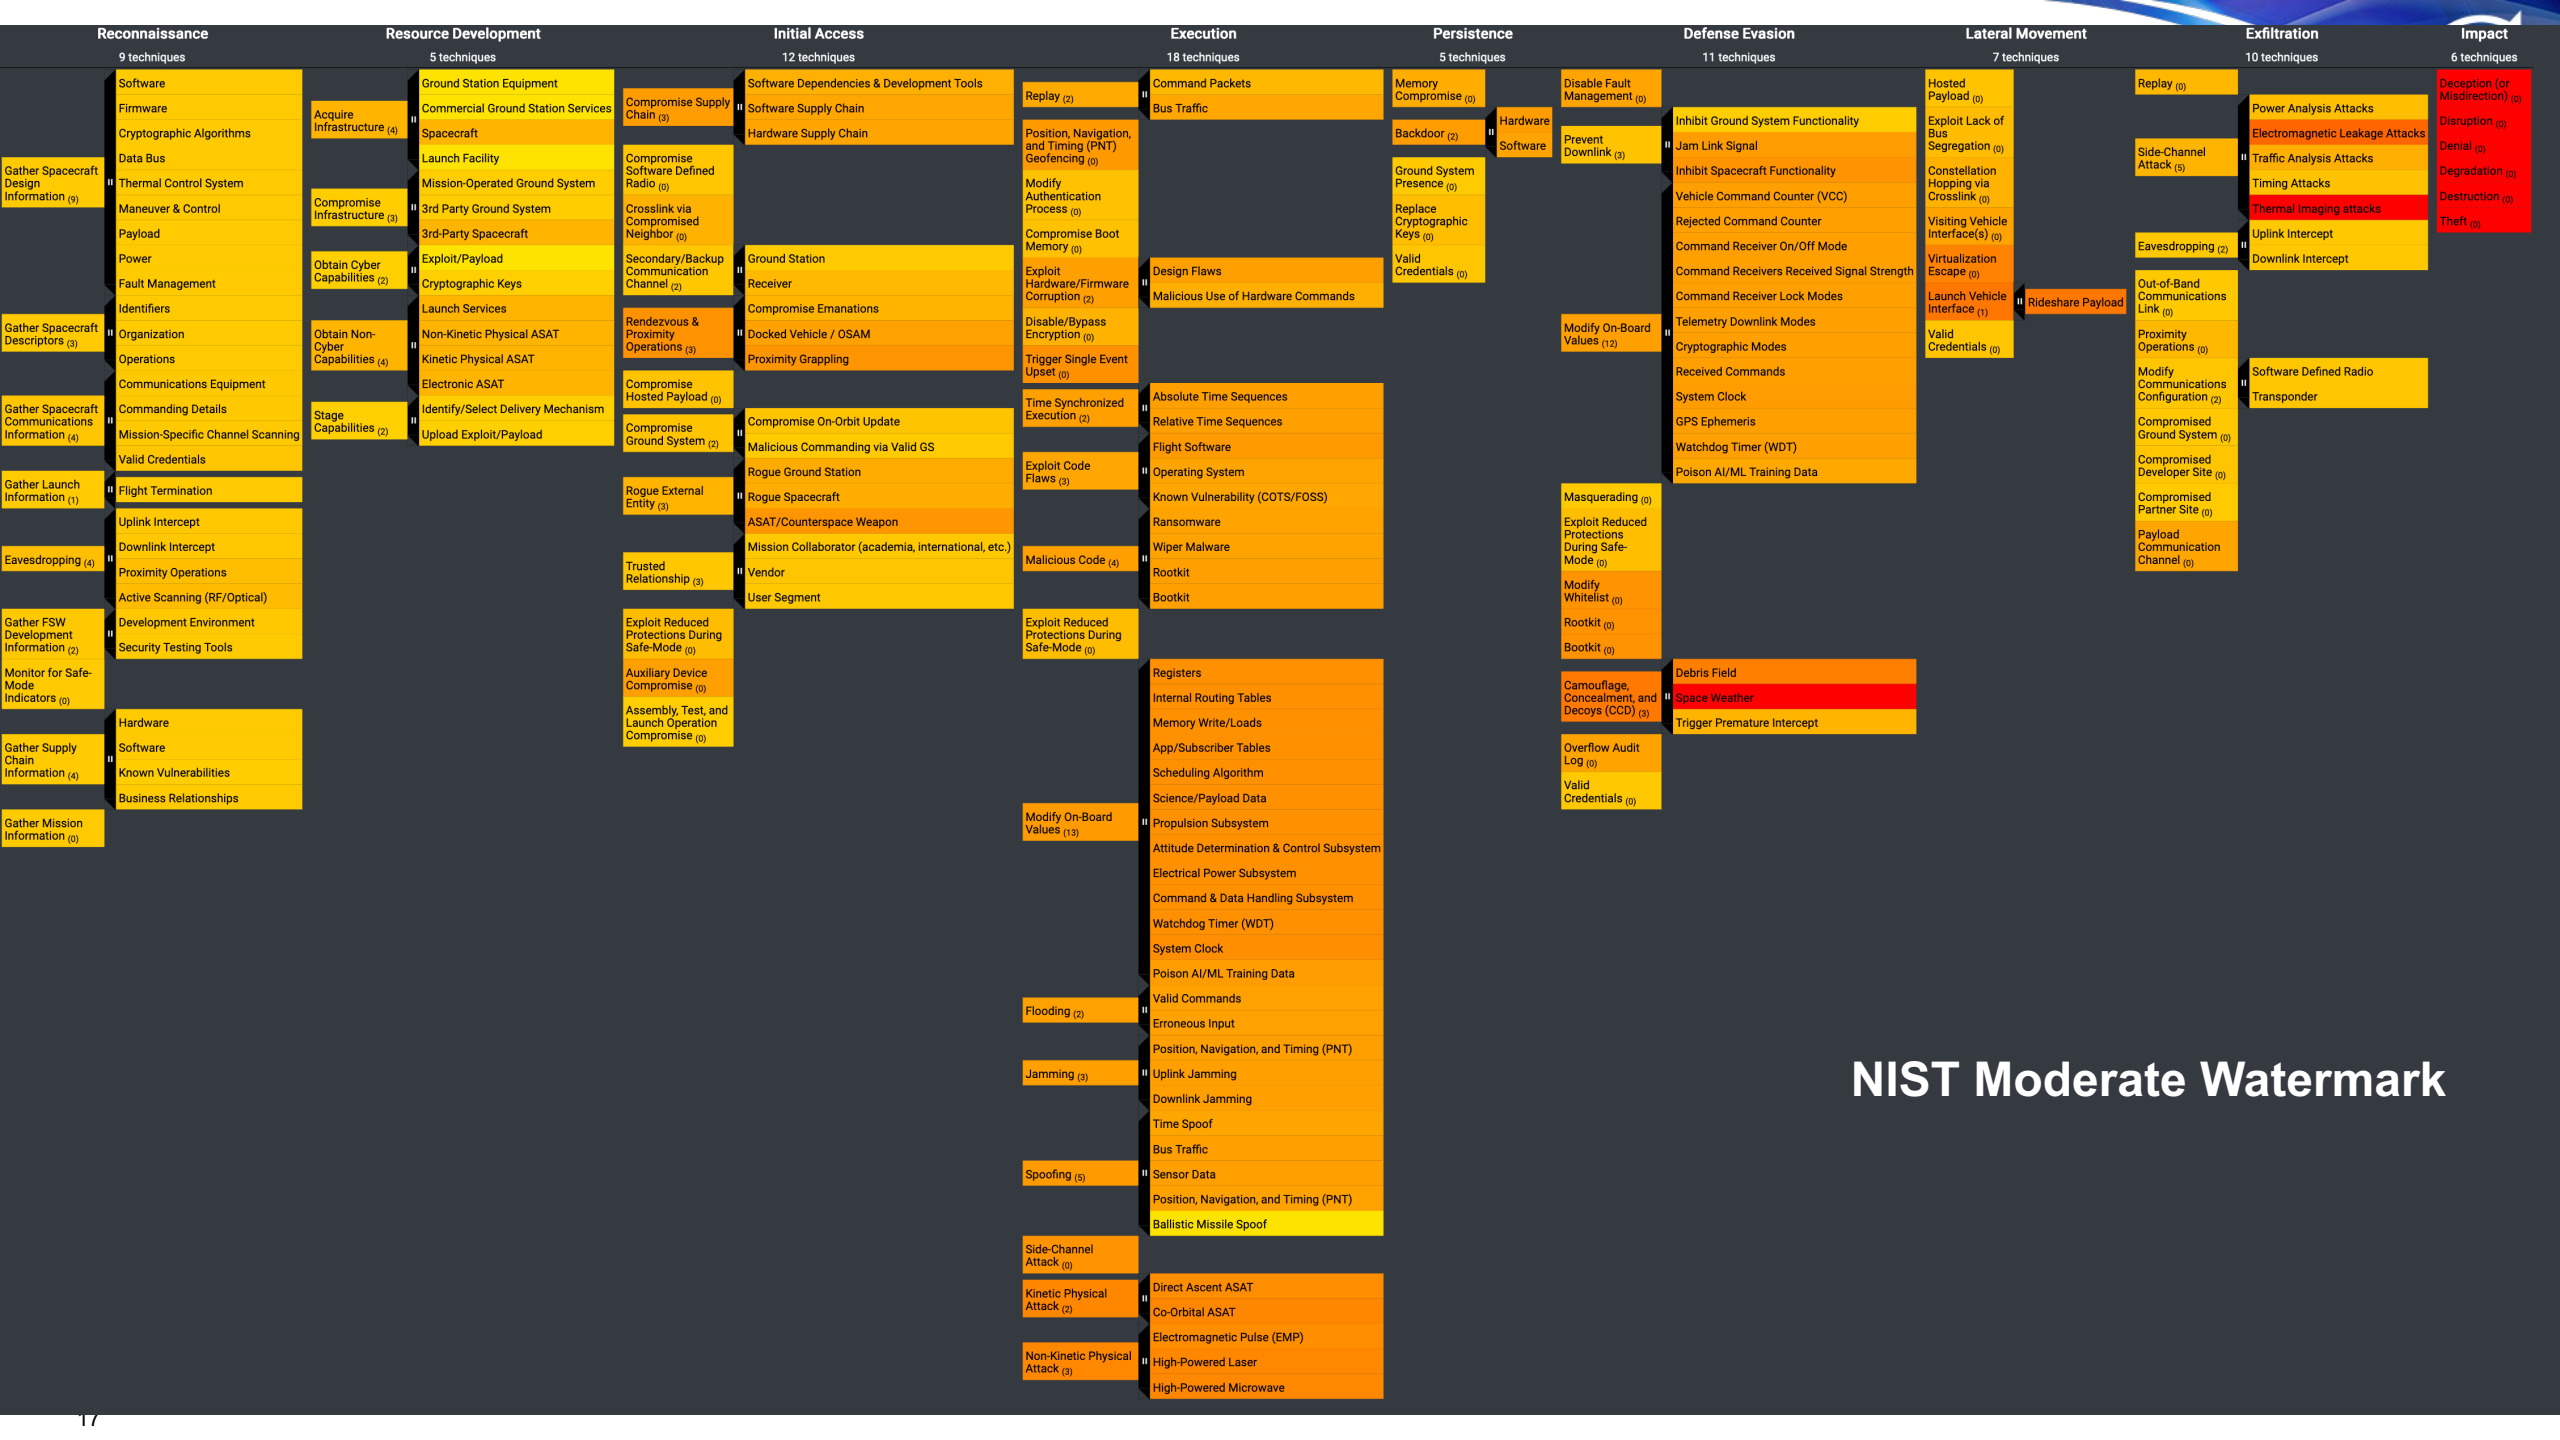 Reconnaissance
9 techniques
Gather Spacecraft
Design
Information (9)
Software
Firmware
Cryptographic Algorithms
Data Bus
Thermal Control System
Maneuver & Control
Payload
Power
Fault Management
Gather Spacecraft
Descriptors (3)
Identifiers
Organization
Operations
Gather Spacecraft
Communications
Information (4)
Communications Equipment
Commanding Details
Mission-Specific Channel Scanning
Valid Credentials
Gather Launch
Information (1)
Flight Termination
Eavesdropping (4)
Uplink Intercept
Downlink Intercept
Proximity Operations
Active Scanning (RF/Optical)
Gather FSW
Development
Information (2)
Development Environment
Security Testing Tools
Monitor for Safe-
Mode
Indicators (0)
Gather Supply
Chain
Information (4)
Hardware
Software
Known Vulnerabilities
Business Relationships
Gather Mission
Information (0)
Resource Development
5 techniques
Acquire
Infrastructure (4)
Ground Station Equipment
Commercial Ground Station Services
Spacecraft
Launch Facility
Compromise
Infrastructure (3)
Mission-Operated Ground System
3rd Party Ground System
3rd-Party Spacecraft
Obtain Cyber
Capabilities (2)
Exploit/Payload
Cryptographic Keys
Obtain Non-
Cyber
Capabilities (4)
Launch Services
Non-Kinetic Physical ASAT
Kinetic Physical ASAT
Electronic ASAT
Stage
Capabilities (2)
Identify/Select Delivery Mechanism
Upload Exploit/Payload
Initial Access
12 techniques
Compromise Supply
Chain (3)
Software Dependencies & Development Tools
Software Supply Chain
Hardware Supply Chain
Compromise
Software Defined
Radio (0)
Crosslink via
Compromised
Neighbor (0)
Secondary/Backup
Communication
Channel (2)
Ground Station
Receiver
Rendezvous &
Proximity
Operations (3)
Compromise Emanations
Docked Vehicle / OSAM
Proximity Grappling
Compromise
Hosted Payload (0)
Compromise
Ground System (2)
Compromise On-Orbit Update
Malicious Commanding via Valid GS
Rogue External
Entity (3)
Rogue Ground Station
Rogue Spacecraft
ASAT/Counterspace Weapon
Trusted
Relationship (3)
Mission Collaborator (academia, international, etc.)
Vendor
User Segment
Exploit Reduced
Protections During
Safe-Mode (0)
Auxiliary Device
Compromise (0)
Assembly, Test, and
Launch Operation
Compromise (0)
Execution
18 techniques
Replay (2)
Command Packets
Bus Traffic
Position, Navigation,
and Timing (PNT)
Geofencing (0)
Modify
Authentication
Process (0)
Compromise Boot
Memory (0)
Exploit
Hardware/Firmware
Corruption (2)
Design Flaws
Malicious Use of Hardware Commands
Disable/Bypass
Encryption (0)
Trigger Single Event
Upset (0)
Time Synchronized
Execution (2)
Absolute Time Sequences
Relative Time Sequences
Exploit Code
Flaws (3)
Flight Software
Operating System
Known Vulnerability (COTS/FOSS)
Malicious Code (4)
Ransomware
Wiper Malware
Rootkit
Bootkit
Exploit Reduced
Protections During
Safe-Mode (0)
Modify On-Board
Values (13)
Registers
Internal Routing Tables
Memory Write/Loads
App/Subscriber Tables
Scheduling Algorithm
Science/Payload Data
Propulsion Subsystem
Attitude Determination & Control Subsystem
Electrical Power Subsystem
Command & Data Handling Subsystem
Watchdog Timer (WDT)
System Clock
Poison AI/ML Training Data
Flooding (2)
Valid Commands
Erroneous Input
Jamming (3)
Position, Navigation, and Timing (PNT)
Uplink Jamming
Downlink Jamming
Spoofing (5)
Time Spoof
Bus Traffic
Sensor Data
Position, Navigation, and Timing (PNT)
Ballistic Missile Spoof
Side-Channel
Attack (0)
Kinetic Physical
Attack (2)
Direct Ascent ASAT
Co-Orbital ASAT
Non-Kinetic Physical
Attack (3)
Electromagnetic Pulse (EMP)
High-Powered Laser
High-Powered Microwave
Persistence
5 techniques
Memory
Compromise (0)
Backdoor (2)
Hardware
Software
Ground System
Presence (0)
Replace
Cryptographic
Keys (0)
Valid
Credentials (0)
Defense Evasion
11 techniques
Disable Fault
Management (0)
Prevent
Downlink (3)
Inhibit Ground System Functionality
Jam Link Signal
Inhibit Spacecraft Functionality
Modify On-Board
Values (12)
Vehicle Command Counter (VCC)
Rejected Command Counter
Command Receiver On/Off Mode
Command Receivers Received Signal Strength
Command Receiver Lock Modes
Telemetry Downlink Modes
Cryptographic Modes
Received Commands
System Clock
GPS Ephemeris
Watchdog Timer (WDT)
Poison AI/ML Training Data
Masquerading (0)
Exploit Reduced
Protections
During Safe-
Mode (0)
Modify
Whitelist (0)
Rootkit (0)
Bootkit (0)
Camouflage,
Concealment, and
Decoys (CCD) (3)
Debris Field
Space Weather
Trigger Premature Intercept
Overflow Audit
Log (0)
Valid
Credentials (0)
Lateral Movement
7 techniques
Hosted
Payload (0)
Exploit Lack of
Bus
Segregation (0)
Constellation
Hopping via
Crosslink (0)
Visiting Vehicle
Interface(s) (0)
Virtualization
Escape (0)
Launch Vehicle
Interface (1)
Rideshare Payload
Valid
Credentials (0)
Exfiltration
10 techniques
Replay (0)
Side-Channel
Attack (5)
Power Analysis Attacks
Electromagnetic Leakage Attacks
Traffic Analysis Attacks
Timing Attacks
Thermal Imaging attacks
Eavesdropping (2)
Uplink Intercept
Downlink Intercept
Out-of-Band
Communications
Link (0)
Proximity
Operations (0)
Modify
Communications
Configuration (2)
Software Defined Radio
Transponder
Compromised
Ground System (0)
Compromised
Developer Site (0)
Compromised
Partner Site (0)
Payload
Communication
Channel (0)
Impact
6 techniques
Deception (or
Misdirection) (0)
Disruption (0)
Denial (0)
Degradation (0)
Destruction (0)
Theft (0)
NIST Moderate Watermark
17